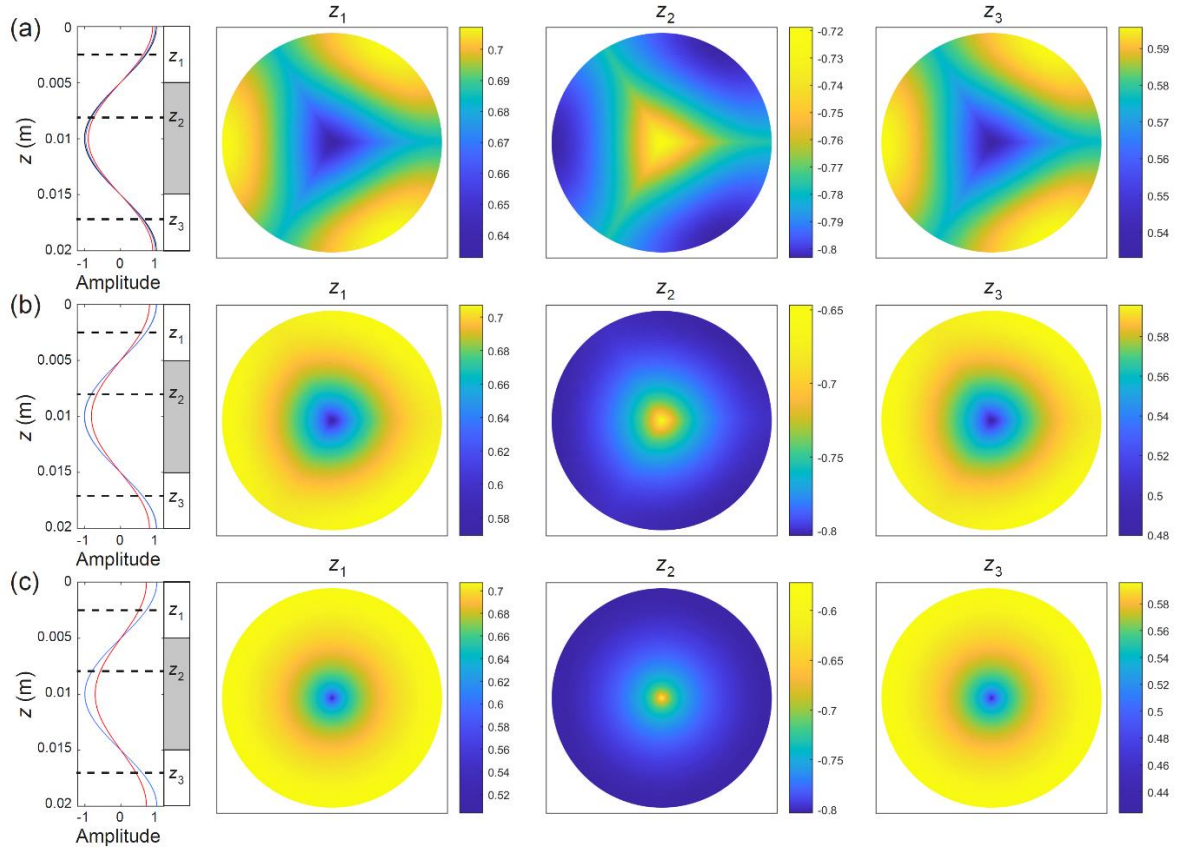 (a)
z1
z2
z3
0
0.005
0.01
0.015
0.02
z (m)
z1
z2
z3
-1 0 1
Amplitude
0.7
0.69
0.68
0.67
0.66
0.65
0.64
-0.72
-0.73
-0.74
-0.75
-0.76
-0.77
-0.78
-0.79
-0.8
0.59
0.58
0.57
0.56
0.55
0.54
(b)
z1
z2
z3
0
0.005
0.01
0.015
0.02
z (m)
z1
z2
z3
-1 0 1
Amplitude
0.7
0.68
0.66
0.64
0.62
0.6
0.58
-0.65
-0.7
-0.75
-0.8
0.58
0.56
0.54
0.52
0.5
0.48
(c)
z1
z2
z3
0
0.005
0.01
0.015
0.02
z (m)
z1
z2
z3
-1 0 1
Amplitude
0.7
0.68
0.66
0.64
0.62
0.6
0.58
0.56
0.54
0.52
-0.6
-0.65
-0.7
-0.75
-0.8
0.58
0.56
0.54
0.52
0.5
0.48
0.46
0.44